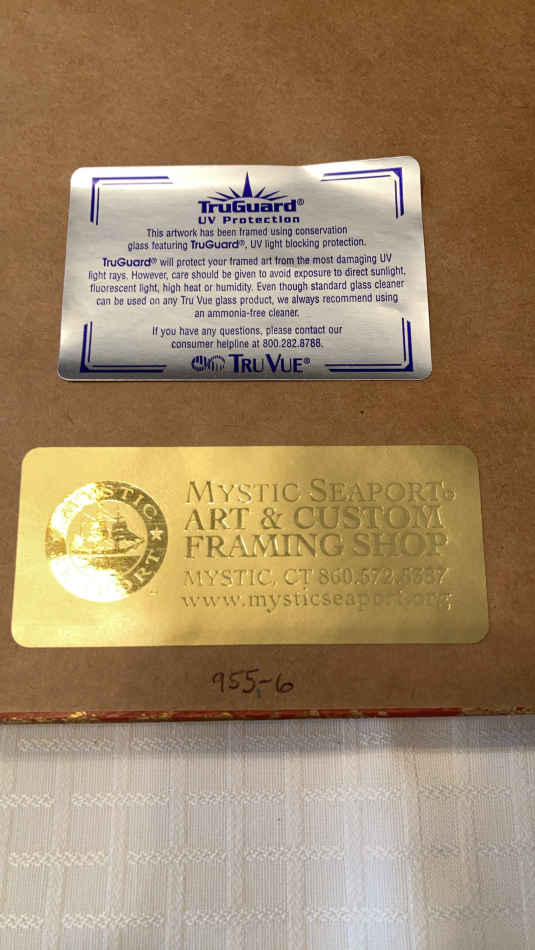 TruGuard®
UV Protection
This artwork has been framed using conservation
glass featuring TruGuard®, UV light blocking protection.
TruGuard® will protect your framed art from the most damaging UV
light rays. However, care should be given to avoid exposure to direct sunlight,
fluorescent light, high heat or humidity. Even though standard glass cleaner
can be used on any Tru Vue glass product, we always recommend using
an ammonia-free cleaner.
If you have any questions, please contact our
consumer helpline at 800.282.8788.
TRU VUE®
MYSTIC SEAPORT
MYSTIC SEAPORT®
ART & CUSTOM
FRAMING SHOP
MYSTIC, CT 860.572.5387
www.mysticseaport.org
955-6